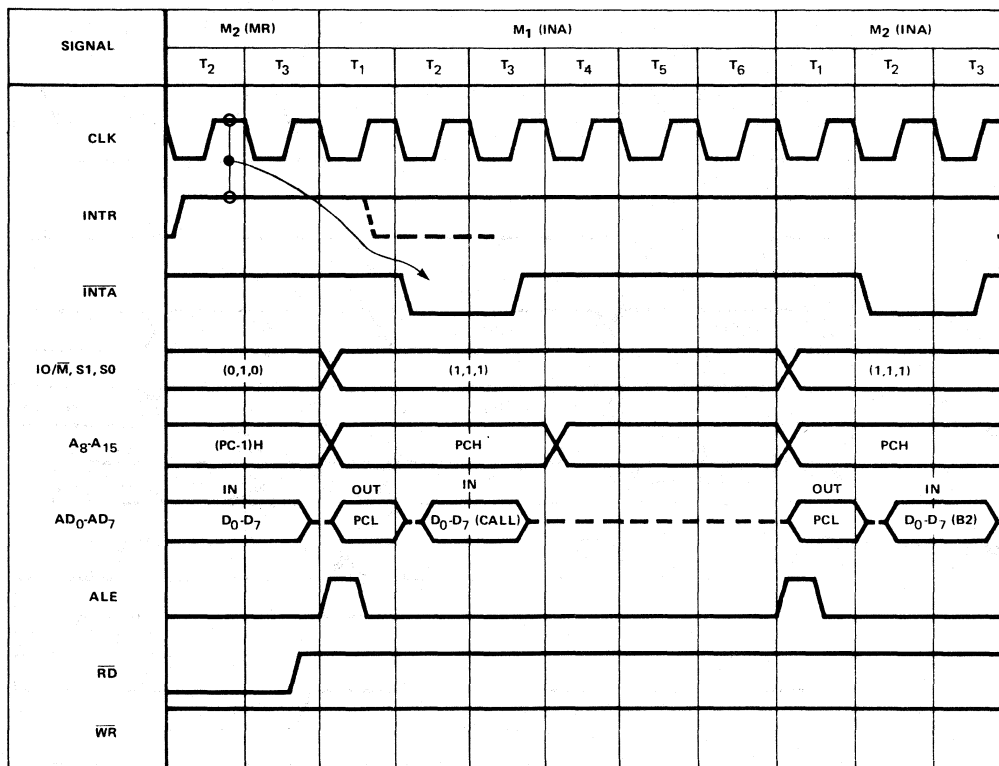 SIGNAL M2 (MR) M1 (INA) M2 (INA)
T2 T3 T1 T2 T3 T4 T5 T6 T1 T2 T3
CLK
INTR
INTA
IO/M, S1, S0 (0,1,0) (1,1,1) (1,1,1)
A8-A15 (PC-1)H PCH PCH
IN OUT IN OUT IN
AD0-AD7 D0-D7 PCL D0-D7 (CALL) PCL D0-D7 (B2)
ALE
RD
WR